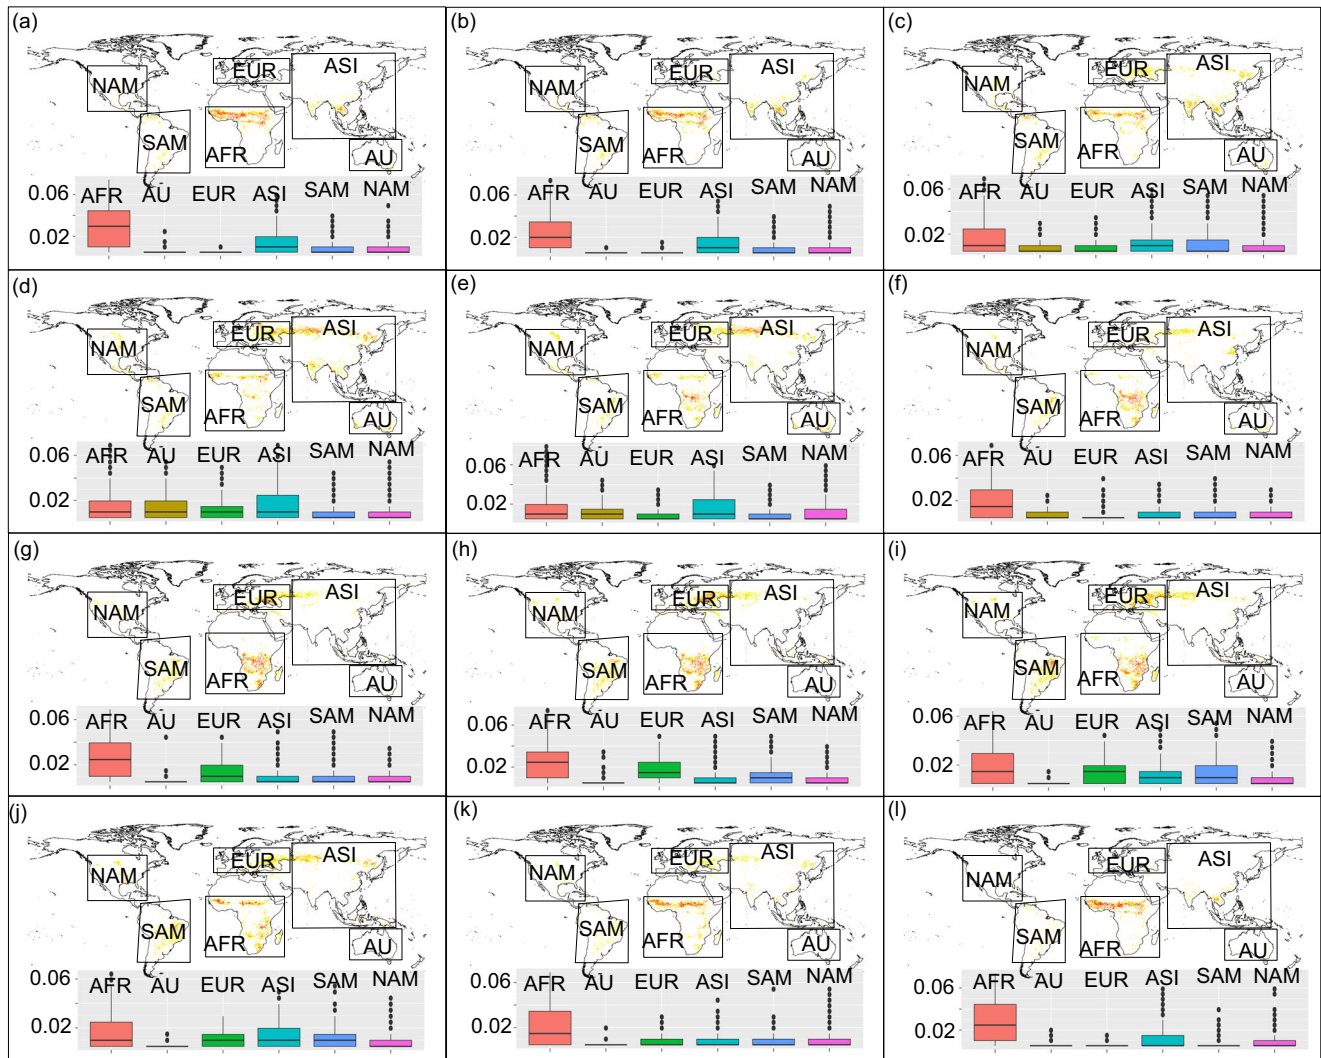 (a)
NAM
EUR
ASI
SAM
AFR
AU
0.06
0.02
AFR AU EUR ASI SAM NAM
(b)
NAM
EUR
ASI
SAM
AFR
AU
0.06
0.02
AFR AU EUR ASI SAM NAM
(c)
NAM
EUR
ASI
SAM
AFR
AU
0.06
0.02
AFR AU EUR ASI SAM NAM
(d)
NAM
EUR
ASI
SAM
AFR
AU
0.06
0.02
AFR AU EUR ASI SAM NAM
(e)
NAM
EUR
ASI
SAM
AFR
AU
0.06
0.02
AFR AU EUR ASI SAM NAM
(f)
NAM
EUR
ASI
SAM
AFR
AU
0.06
0.02
AFR AU EUR ASI SAM NAM
(g)
NAM
EUR
ASI
SAM
AFR
AU
0.06
0.02
AFR AU EUR ASI SAM NAM
(h)
NAM
EUR
ASI
SAM
AFR
AU
0.06
0.02
AFR AU EUR ASI SAM NAM
(i)
NAM
EUR
ASI
SAM
AFR
AU
0.06
0.02
AFR AU EUR ASI SAM NAM
(j)
NAM
EUR
ASI
SAM
AFR
AU
0.06
0.02
AFR AU EUR ASI SAM NAM
(k)
NAM
EUR
ASI
SAM
AFR
AU
0.06
0.02
AFR AU EUR ASI SAM NAM
(l)
NAM
EUR
ASI
SAM
AFR
AU
0.06
0.02
AFR AU EUR ASI SAM NAM